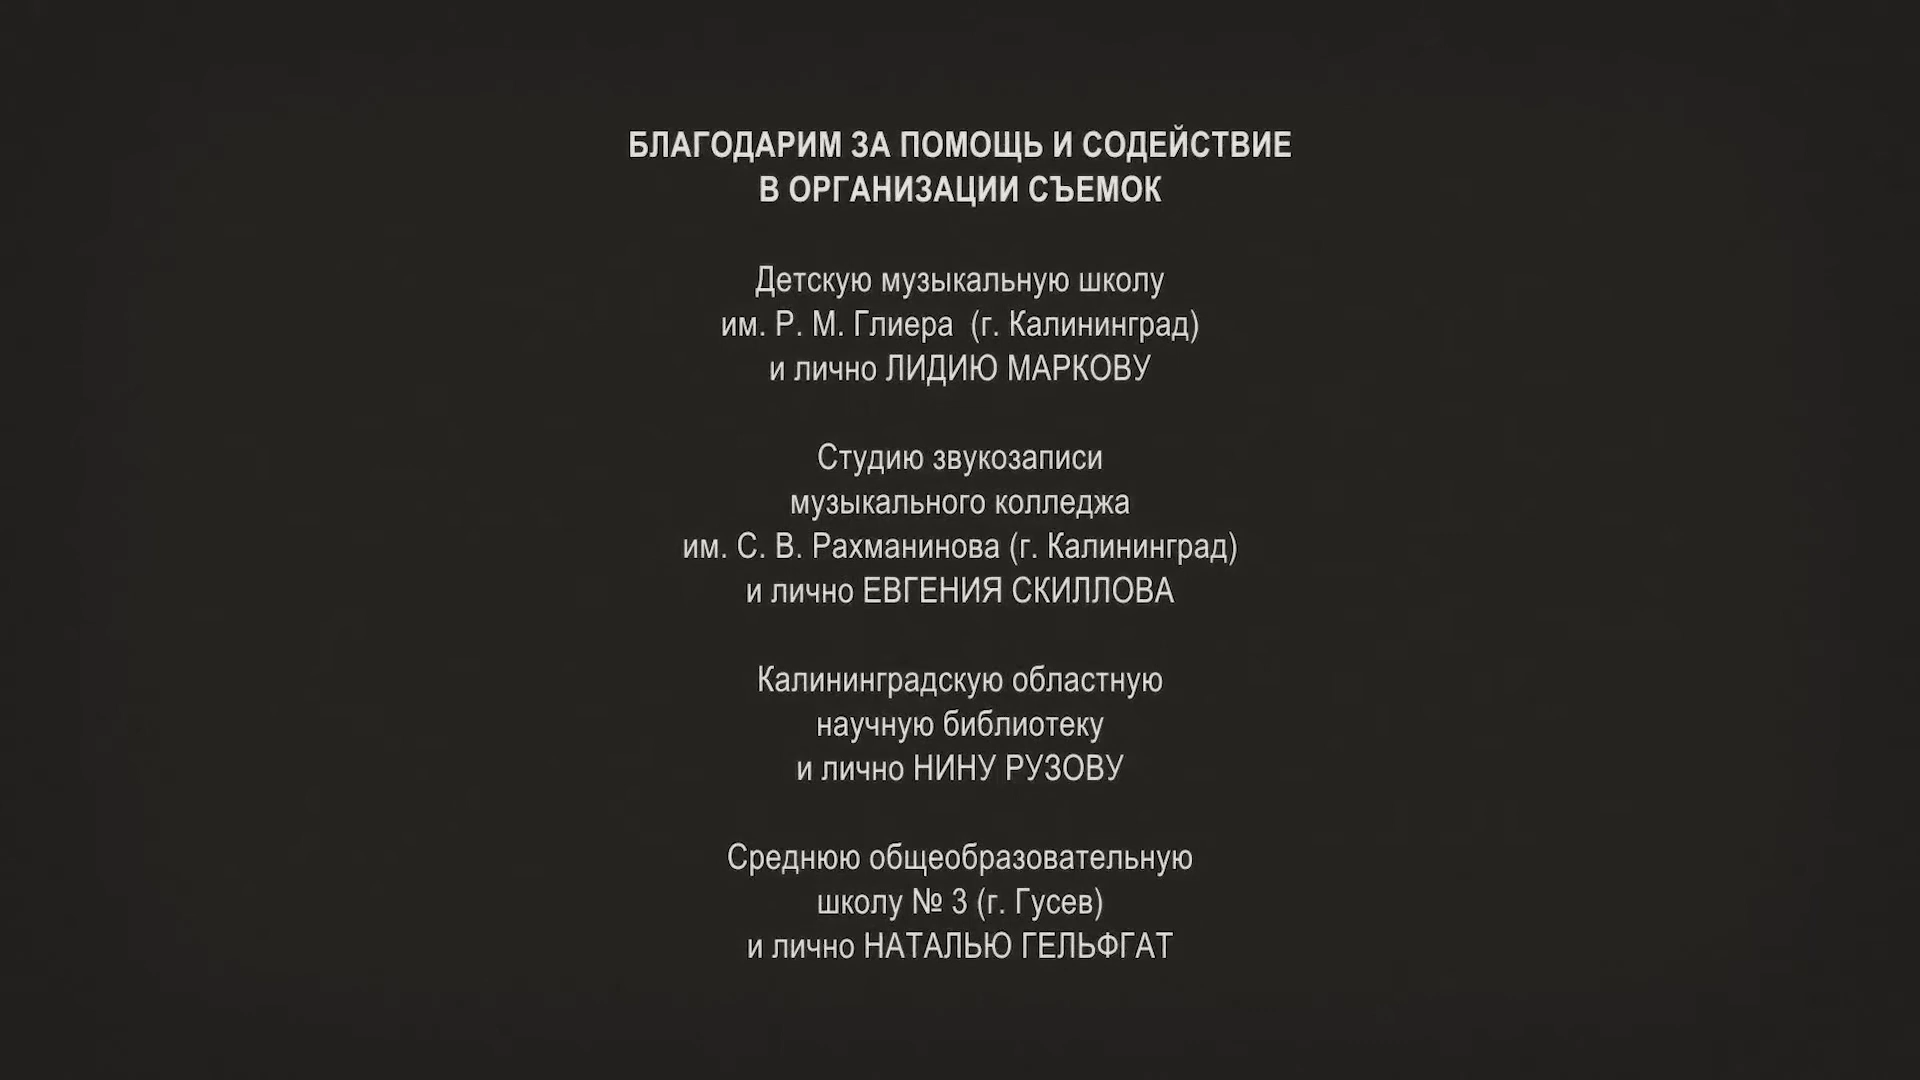 БЛАГОДАРИМ ЗА ПОМОЩЬ И СОДЕЙСТВИЕ
В ОРГАНИЗАЦИИ СЪЕМОК
Детскую музыкальную школу
им. Р. М. Глиера (г. Калининград)
и лично ЛИДИЮ МАРКОВУ
Студию звукозаписи
музыкального колледжа
им. С. В. Рахманинова (г. Калининград)
и лично ЕВГЕНИЯ СКИЛЛОВА
Калининградскую областную
научную библиотеку
и лично НИНУ РУЗОВУ
Среднюю общеобразовательную
школу № 3 (г. Гусев)
и лично НАТАЛЬЮ ГЕЛЬФГАТ